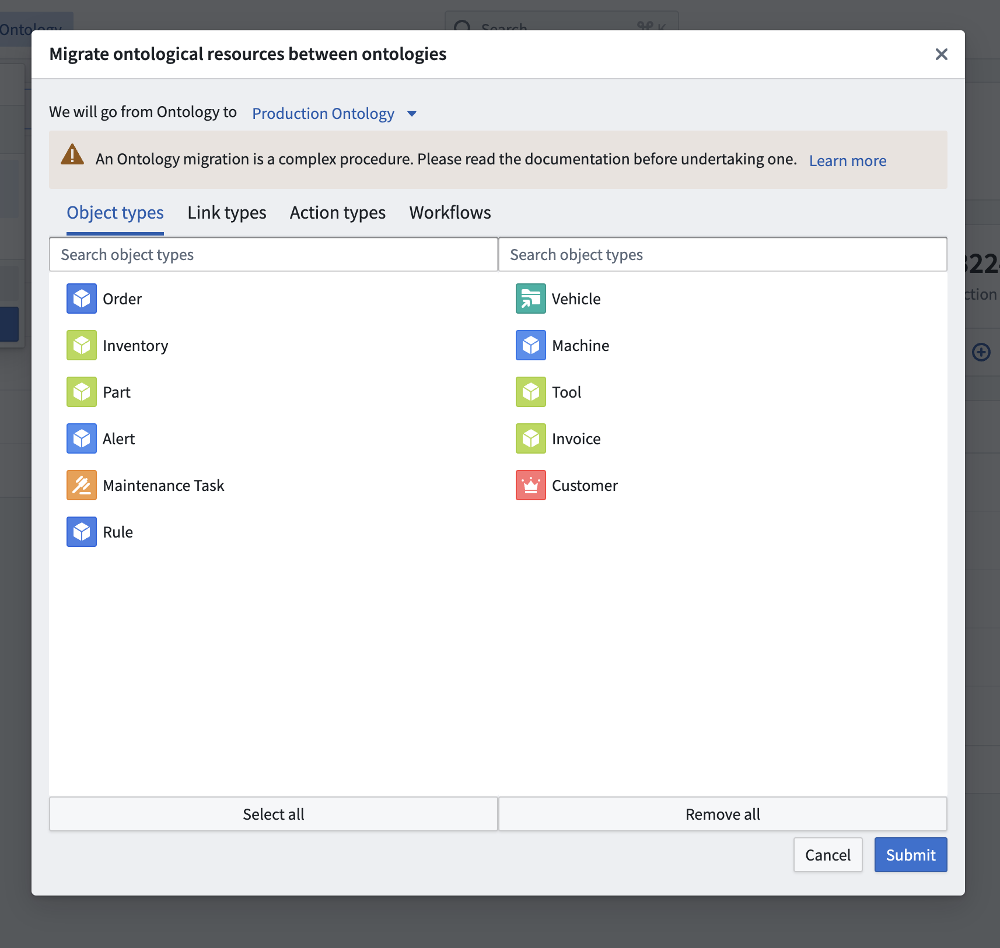 Ontology
Search ⌘ K
Migrate ontological resources between ontologies
We will go from Ontology to Production Ontology
An Ontology migration is a complex procedure. Please read the documentation before undertaking one. Learn more
Object types Link types Action types Workflows
Search object types Search object types
Order Vehicle
Inventory Machine
Part Tool
Alert Invoice
Maintenance Task Customer
Rule
Select all Remove all
Cancel Submit